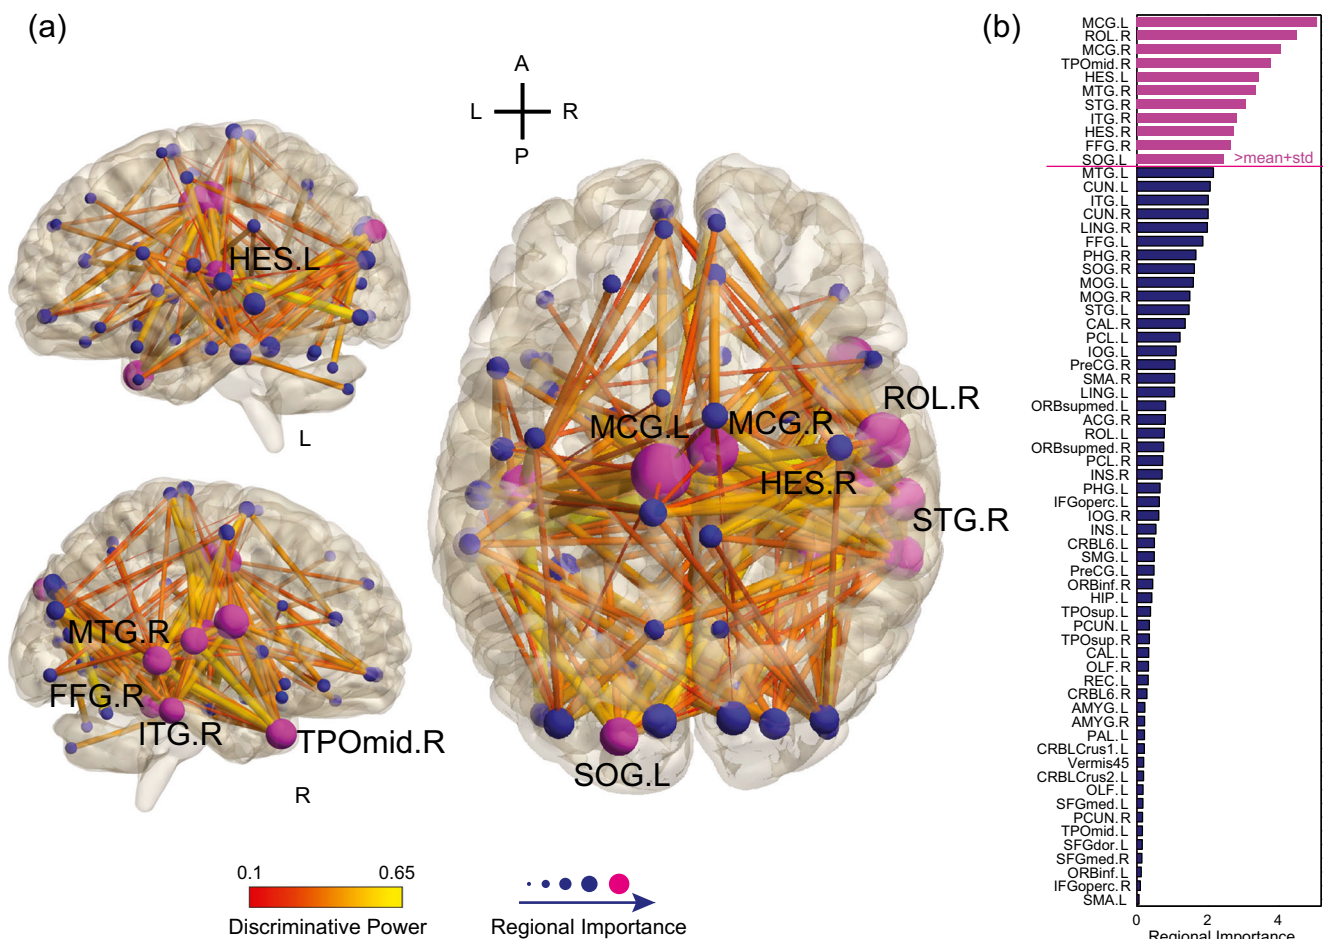 (a)
A
L R
P
HES.L
L
MTG.R
FFG.R
ITG.R
TPOmid.R
R
ROL.R
MCG.L
MCG.R
HES.R
STG.R
SOG.L
0.1 0.65
Discriminative Power
Regional Importance
(b)
MCG.L
ROL.R
MCG.R
TPOmid.R
HES.L
MTG.R
STG.R
ITG.R
HES.R
FFG.R
SOG.L
>mean+std
MTG.L
CUN.L
ITG.L
CUN.R
LING.R
FFG.L
PHG.R
SOG.R
MOG.L
MOG.R
STG.L
CAL.R
PCL.L
IOG.L
PreCG.R
SMA.R
LING.L
ORBsupmed.L
ACG.R
ROL.L
ORBsupmed.R
PCL.R
INS.R
PHG.L
IFGoperc.L
IOG.R
INS.L
CRBL6.L
SMG.L
PreCG.L
ORBinf.R
HIP.L
TPOsup.L
PCUN.L
TPOsup.R
CAL.L
OLF.R
REC.L
CRBL6.R
AMYG.L
AMYG.R
PAL.L
CRBLCrus1.L
Vermis45
CRBLCrus2.L
OLF.L
SFGmed.L
PCUN.R
TPOmid.L
SFGdor.L
SFGmed.R
ORBinf.L
IFGoperc.R
SMA.L
0 2 4
Regional Importance